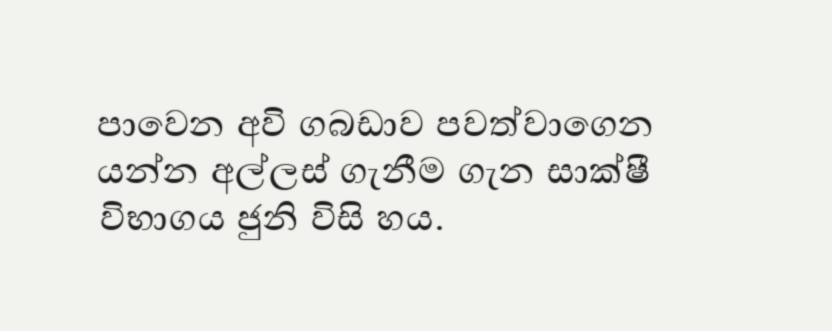 පාවෙන අවි ගබඩාව පවත්වාගෙන
යන්න අල්ලස් ගැනීම ගැන සාක්ෂී
විභාගය ජුනි විසි හය.